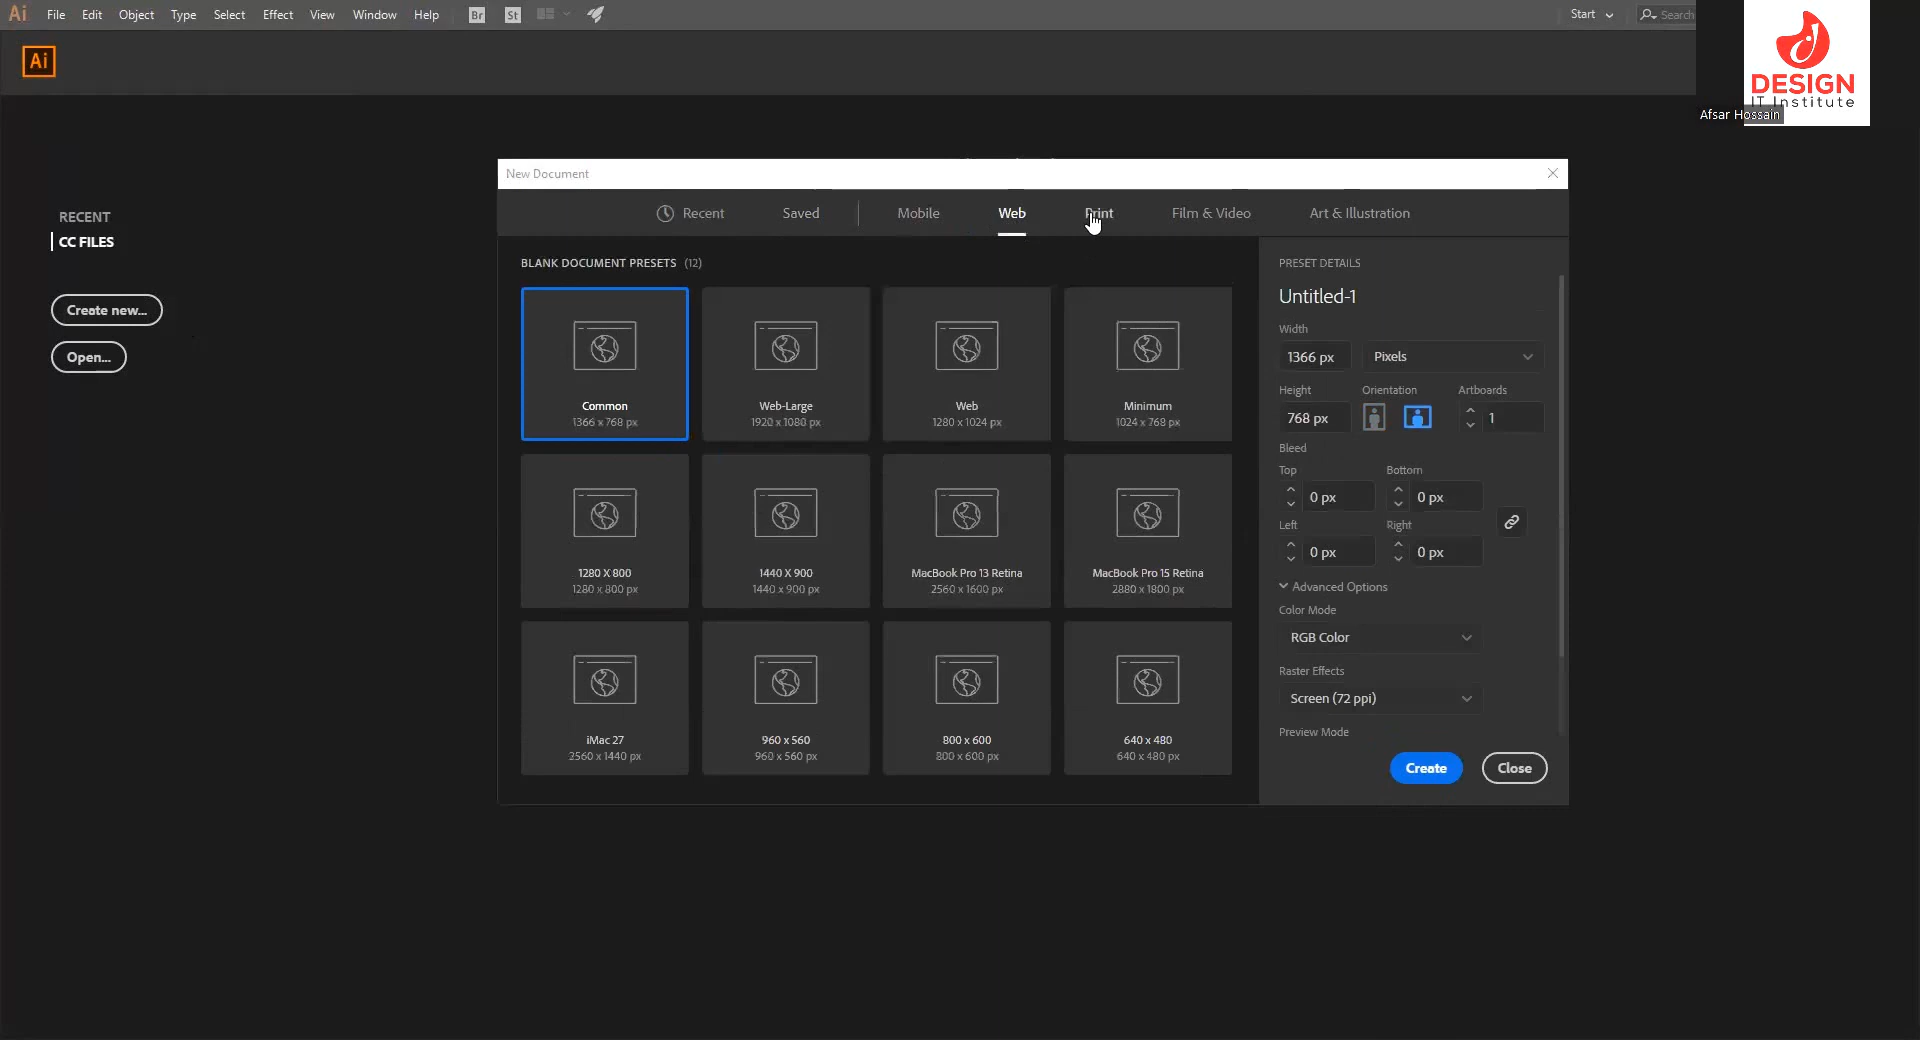 Ai File Edit Object Type Select Effect View Window Help Br St Start Search
Ai
DESIGN
IT Institute
Afsar Hossain
RECENT
CC FILES
Create new...
Open...
New Document
Recent Saved Mobile Web Print Film & Video Art & Illustration
BLANK DOCUMENT PRESETS (12)
Common
1366 x 768 px
Web-Large
1920 x 1080 px
Web
1280 x 1024 px
Minimum
1024 x 768 px
1280 X 800
1280 x 800 px
1440 X 900
1440 x 900 px
MacBook Pro 13 Retina
2560 x 1600 px
MacBook Pro 15 Retina
2880 x 1800 px
iMac 27
2560 x 1440 px
960 x 560
960 x 560 px
800 x 600
800 x 600 px
640 x 480
640 x 480 px
PRESET DETAILS
Untitled-1
Width
1366 px Pixels
Height Orientation Artboards
768 px 1
Bleed
Top Bottom
0 px 0 px
Left Right
0 px 0 px
Advanced Options
Color Mode
RGB Color
Raster Effects
Screen (72 ppi)
Preview Mode
Create Close